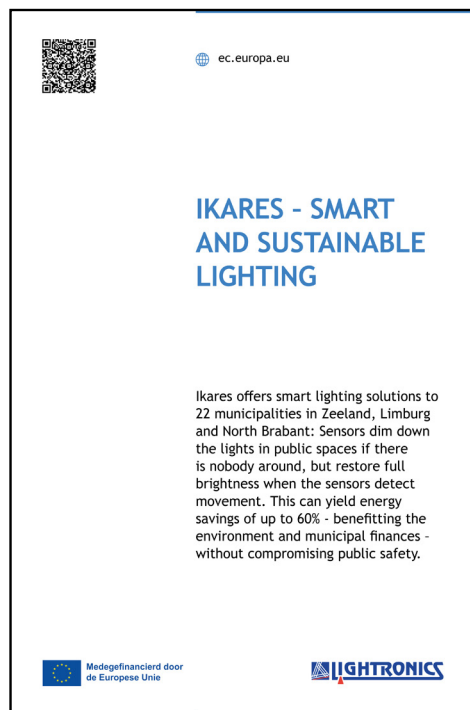 ec.europa.eu
IKARES - SMART
AND SUSTAINABLE
LIGHTING
Ikares offers smart lighting solutions to
22 municipalities in Zeeland, Limburg
and North Brabant: Sensors dim down
the lights in public spaces if there
is nobody around, but restore full
brightness when the sensors detect
movement. This can yield energy
savings of up to 60% - benefitting the
environment and municipal finances -
without compromising public safety.
Medegefinancierd door
de Europese Unie
LIGHTRONICS